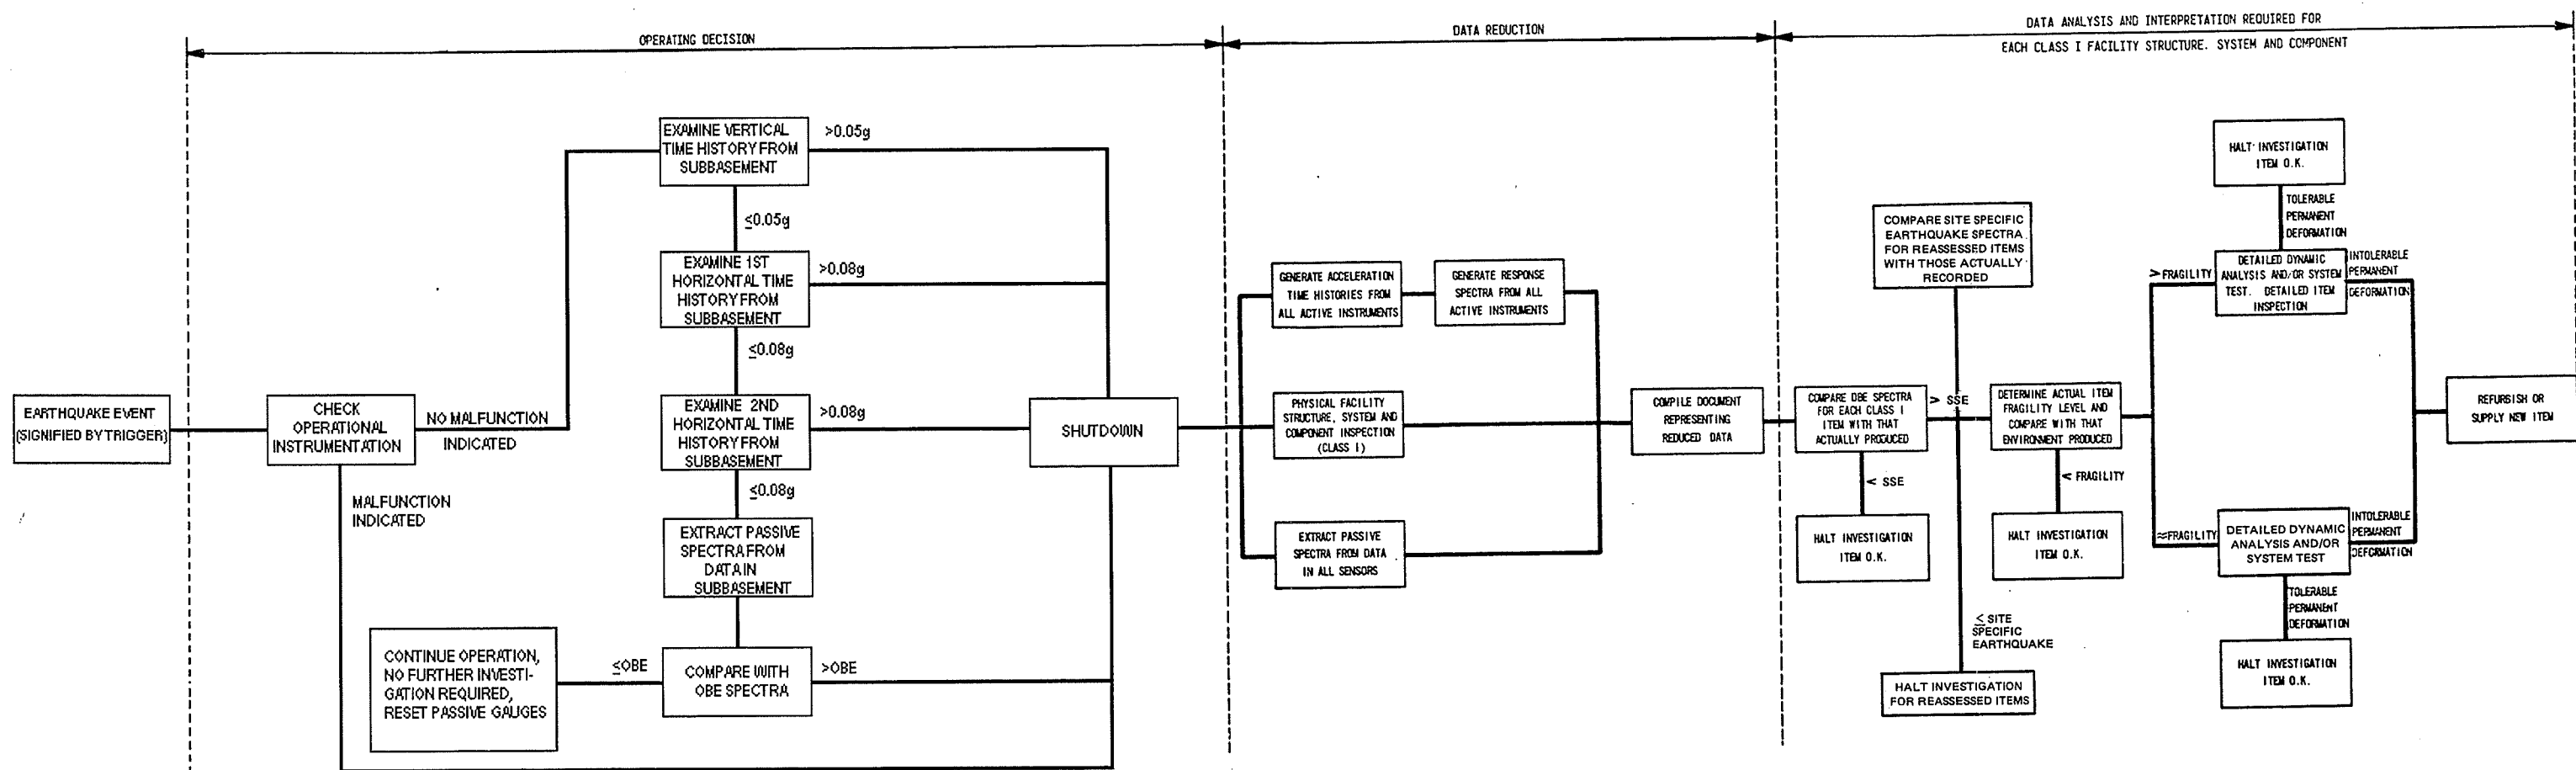 OPERATING DECISION
DATA REDUCTION
DATA ANALYSIS AND INTERPRETATION REQUIRED FOR
EACH CLASS I FACILITY STRUCTURE. SYSTEM AND COMPONENT
EARTHQUAKE EVENT
(SIGNIFIED BY TRIGGER)
CHECK
OPERATIONAL
INSTRUMENTATION
NO MALFUNCTION
INDICATED
MALFUNCTION
INDICATED
EXAMINE VERTICAL
TIME HISTORY FROM
SUBBASEMENT
>0.05g
≤0.05g
EXAMINE 1ST
HORIZONTAL TIME
HISTORY FROM
SUBBASEMENT
>0.08g
≤0.08g
EXAMINE 2ND
HORIZONTAL TIME
HISTORY FROM
SUBBASEMENT
>0.08g
≤0.08g
EXTRACT PASSIVE
SPECTRA FROM
DATA IN
SUBBASEMENT
COMPARE WITH
OBE SPECTRA
≤OBE
>OBE
CONTINUE OPERATION,
NO FURTHER INVESTI-
GATION REQUIRED,
RESET PASSIVE GAUGES
SHUTDOWN
GENERATE ACCELERATION
TIME HISTORIES FROM
ALL ACTIVE INSTRUMENTS
GENERATE RESPONSE
SPECTRA FROM ALL
ACTIVE INSTRUMENTS
PHYSICAL FACILITY
STRUCTURE, SYSTEM AND
COMPONENT INSPECTION
(CLASS I)
EXTRACT PASSIVE
SPECTRA FROM DATA
IN ALL SENSORS
COMPILE DOCUMENT
REPRESENTING
REDUCED DATA
COMPARE DBE SPECTRA
FOR EACH CLASS I
ITEM WITH THAT
ACTUALLY PRODUCED
> SSE
< SSE
HALT INVESTIGATION
ITEM O.K.
COMPARE SITE SPECIFIC
EARTHQUAKE SPECTRA
FOR REASSESSED ITEMS
WITH THOSE ACTUALLY
RECORDED
≤ SITE
SPECIFIC
EARTHQUAKE
HALT INVESTIGATION
FOR REASSESSED ITEMS
DETERMINE ACTUAL ITEM
FRAGILITY LEVEL AND
COMPARE WITH THAT
ENVIRONMENT PRODUCED
< FRAGILITY
HALT INVESTIGATION
ITEM O.K.
>FRAGILITY
≈FRAGILITY
HALT INVESTIGATION
ITEM O.K.
TOLERABLE
PERMANENT
DEFORMATION
DETAILED DYNAMIC
ANALYSIS AND/OR SYSTEM
TEST. DETAILED ITEM
INSPECTION
INTOLERABLE
PERMANENT
DEFORMATION
DETAILED DYNAMIC
ANALYSIS AND/OR
SYSTEM TEST
INTOLERABLE
PERMANENT
DEFORMATION
TOLERABLE
PERMANENT
DEFORMATION
HALT INVESTIGATION
ITEM O.K.
REFURBISH OR
SUPPLY NEW ITEM